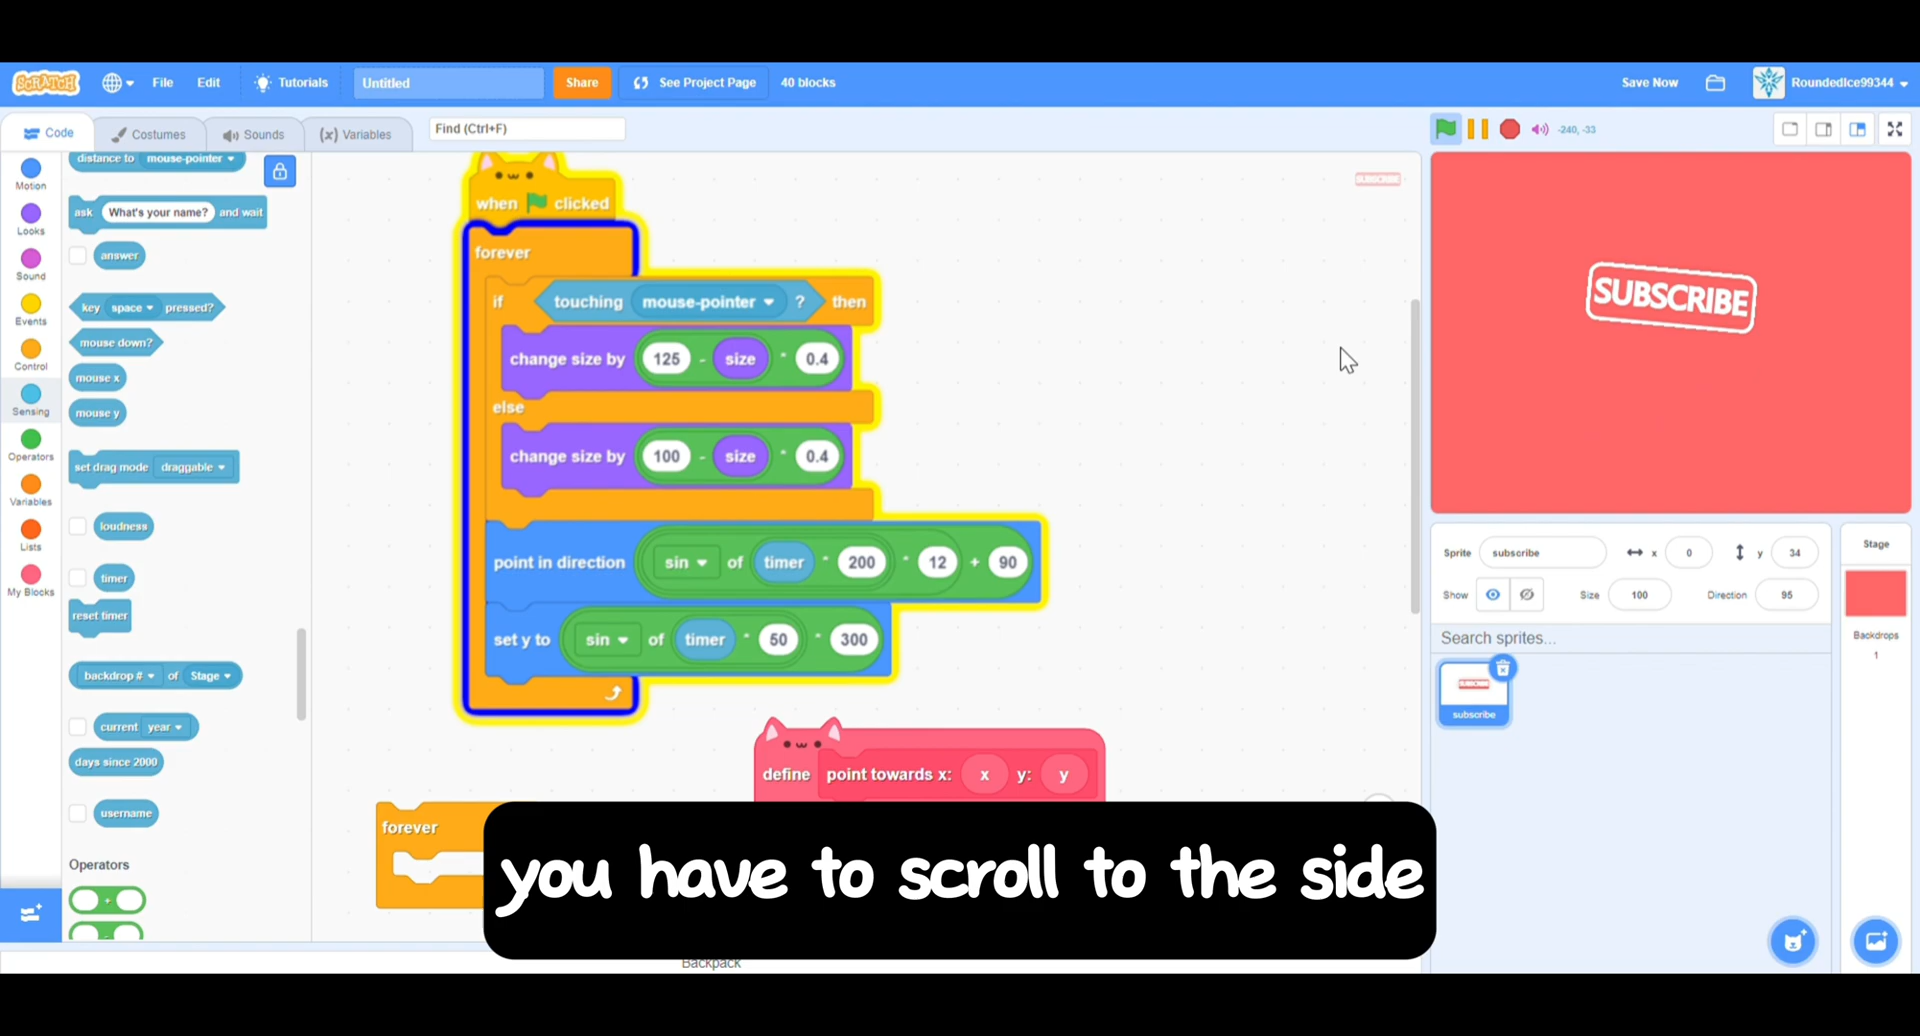 SCRATCH File Edit Tutorials Untitled Share See Project Page 40 blocks Save Now RoundedIce99344
Code Costumes Sounds (x) Variables Find (Ctrl+F) -240, -33
Motion
Looks
Sound
Events
Control
Sensing
Operators
Variables
Lists
My Blocks
distance to mouse-pointer
ask What's your name? and wait
answer
key space pressed?
mouse down?
mouse x
mouse y
set drag mode draggable
loudness
timer
reset timer
backdrop # of Stage
current year
days since 2000
username
Operators
+
-
when clicked
forever
if touching mouse-pointer ? then
change size by 125 - size * 0.4
else
change size by 100 - size * 0.4
point in direction sin of timer * 200 * 12 + 90
set y to sin of timer * 50 * 300
define point towards x: x y: y
forever
SUBSCRIBE
SUBSCRIBE
Sprite subscribe x 0 y 34
Show Size 100 Direction 95
Search sprites...
subscribe
Stage
Backdrops
1
you have to scroll to the side
Backpack